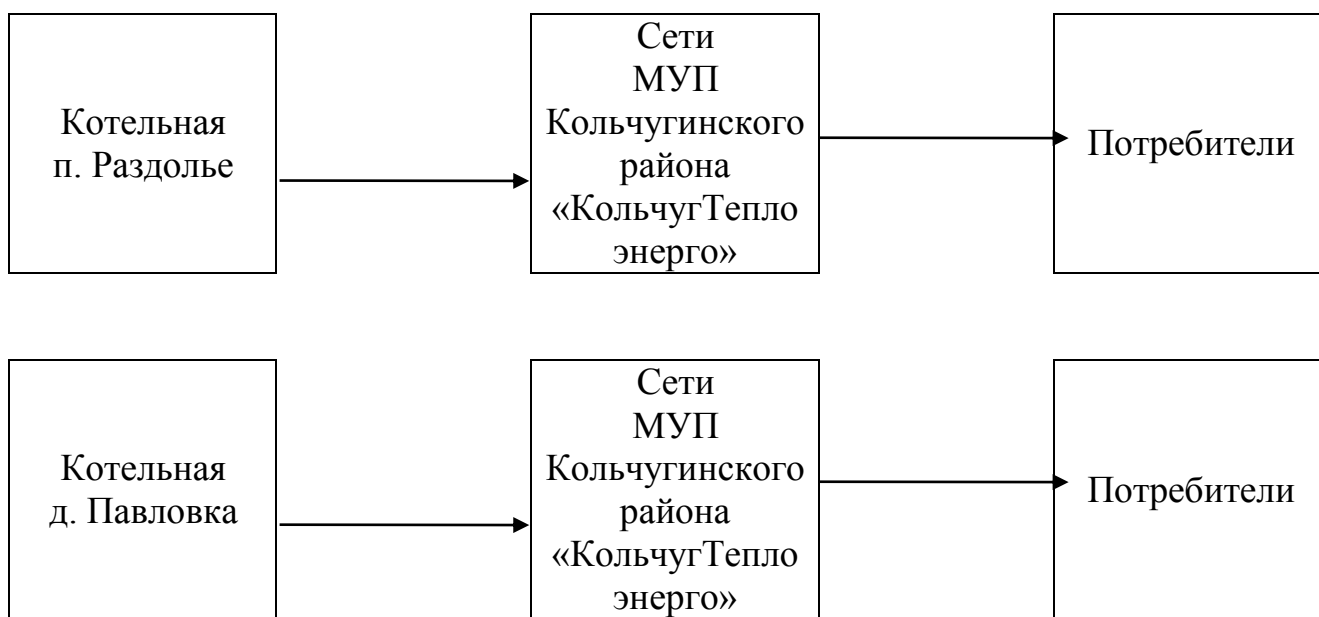 Котельная
п. Раздолье
Сети
МУП
Кольчугинского
района
«КольчугТепло
энерго»
Потребители
Котельная
д. Павловка
Сети
МУП
Кольчугинского
района
«КольчугТепло
энерго»
Потребители